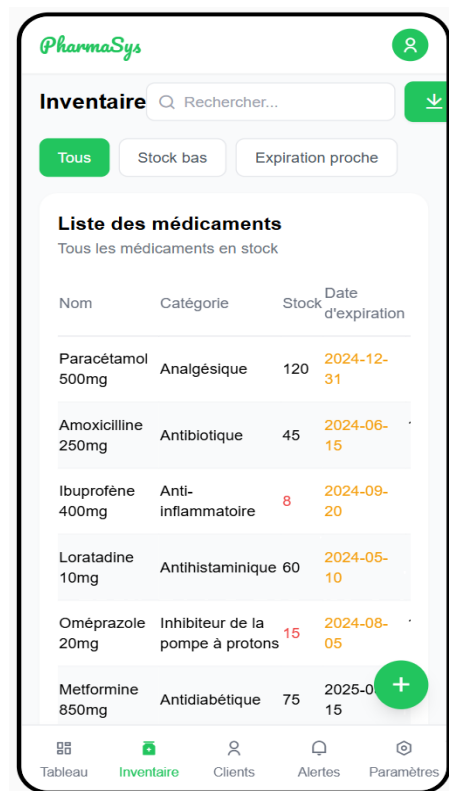 PharmaSys
Inventaire
Rechercher...
Tous
Stock bas
Expiration proche
Liste des médicaments
Tous les médicaments en stock
Nom Catégorie Stock Date d'expiration
Paracétamol 500mg Analgésique 120 2024-12-31
Amoxicilline 250mg Antibiotique 45 2024-06-15
Ibuprofène 400mg Anti-inflammatoire 8 2024-09-20
Loratadine 10mg Antihistaminique 60 2024-05-10
Oméprazole 20mg Inhibiteur de la pompe à protons 15 2024-08-05
Metformine 850mg Antidiabétique 75 2025-0 15
Tableau Inventaire Clients Alertes Paramètres